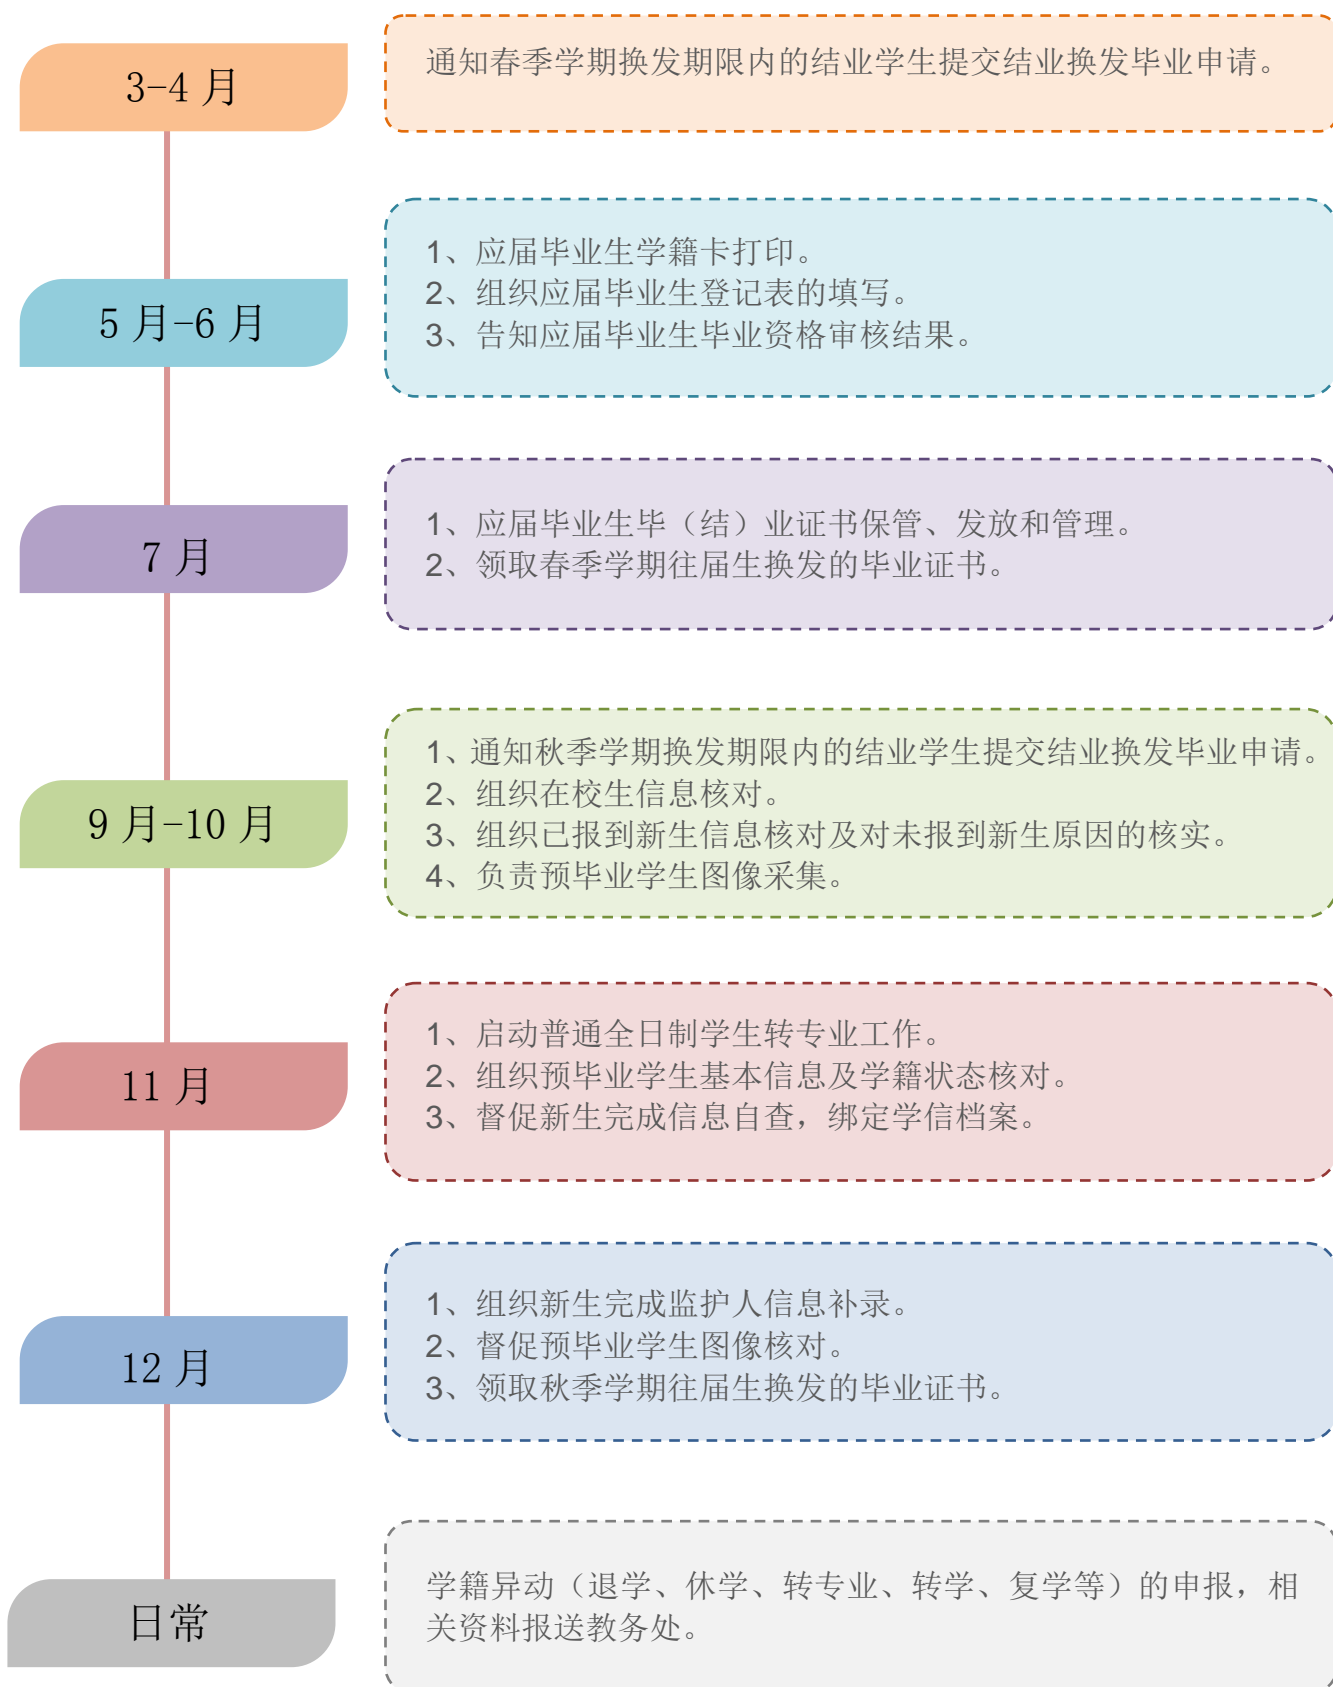 3-4 月
通知春季学期换发期限内的结业学生提交结业换发毕业申请。
5 月-6 月
1、应届毕业生学籍卡打印。
2、组织应届毕业生登记表的填写。
3、告知应届毕业生毕业资格审核结果。
7 月
1、应届毕业生毕（结）业证书保管、发放和管理。
2、领取春季学期往届生换发的毕业证书。
9 月-10 月
1、通知秋季学期换发期限内的结业学生提交结业换发毕业申请。
2、组织在校生信息核对。
3、组织已报到新生信息核对及对未报到新生原因的核实。
4、负责预毕业学生图像采集。
11 月
1、启动普通全日制学生转专业工作。
2、组织预毕业学生基本信息及学籍状态核对。
3、督促新生完成信息自查，绑定学信档案。
12 月
1、组织新生完成监护人信息补录。
2、督促预毕业学生图像核对。
3、领取秋季学期往届生换发的毕业证书。
日常
学籍异动（退学、休学、转专业、转学、复学等）的申报，相
关资料报送教务处。